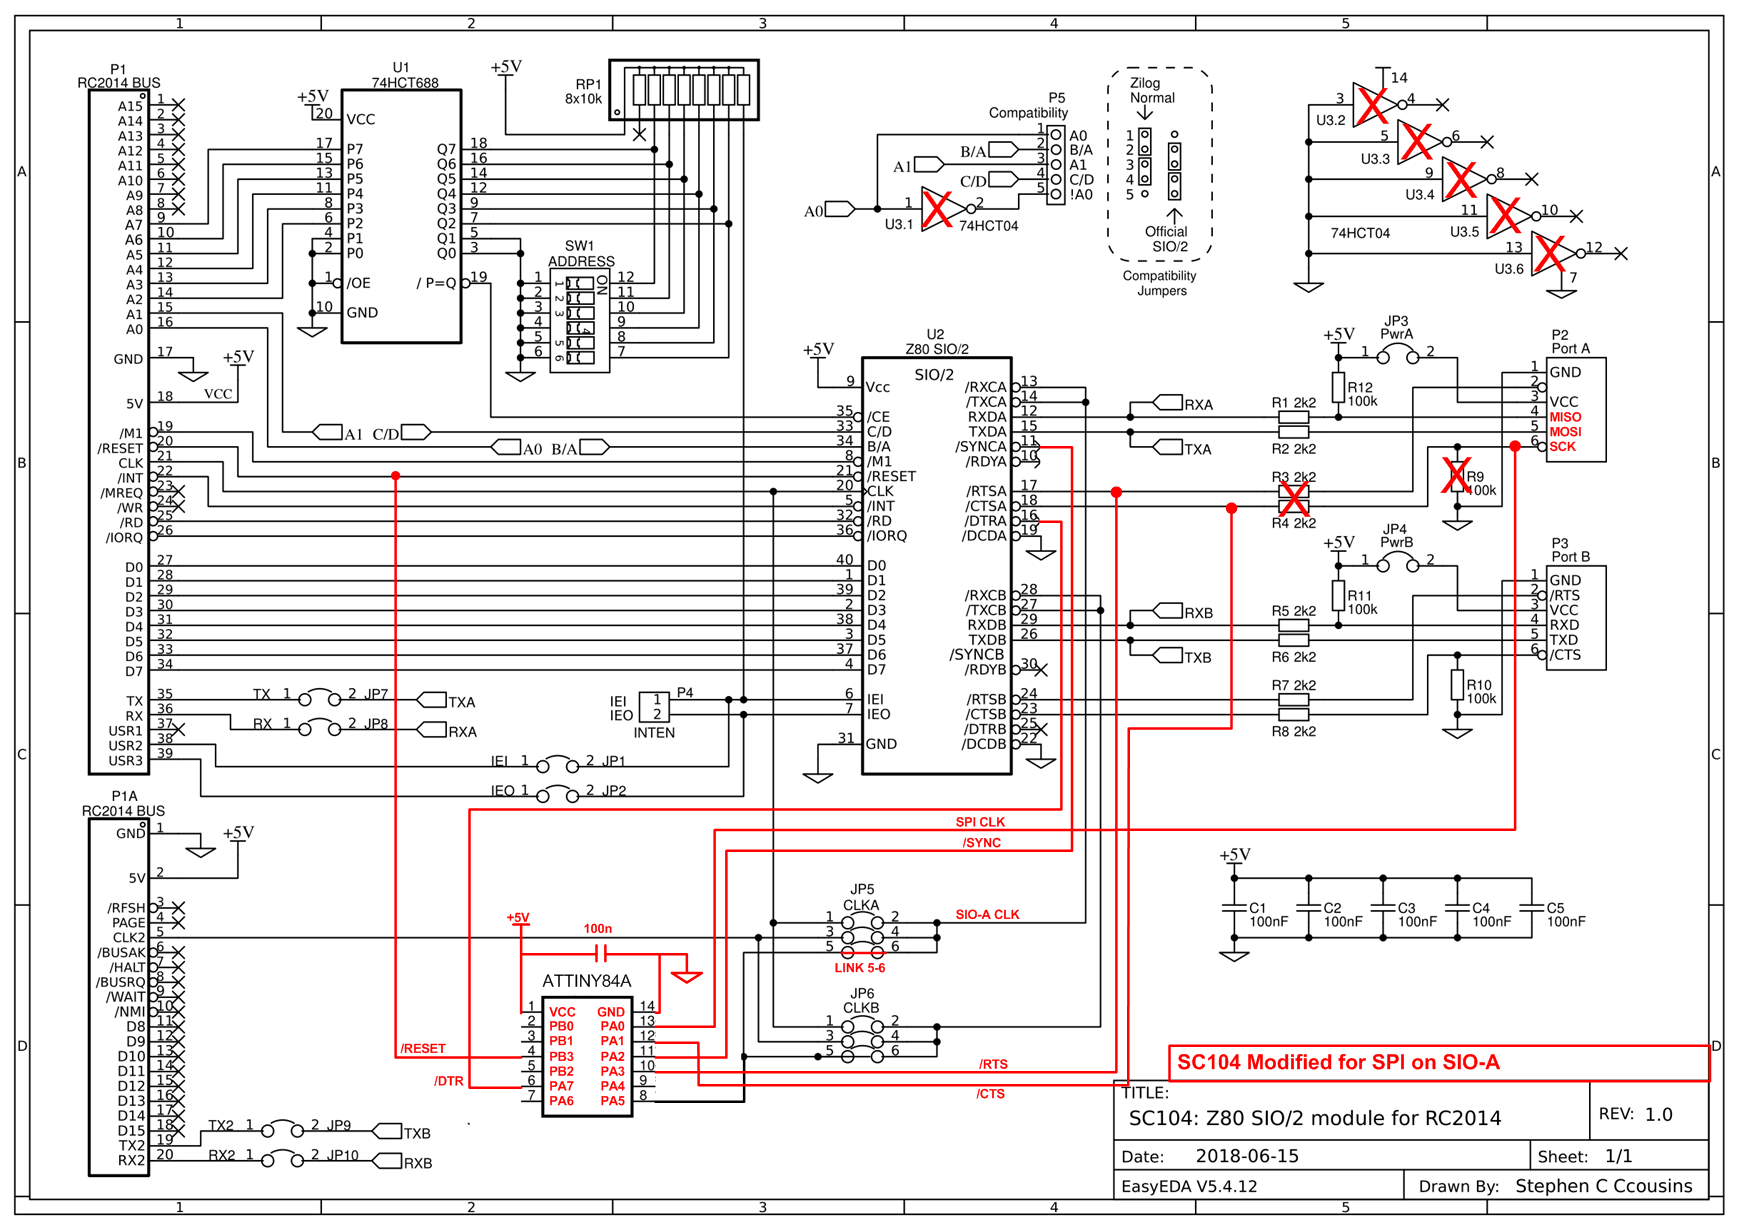 1 2 3 4 5
A B C D
P1
RC2014 BUS
A15 1
A14 2
A13 3
A12 4
A11 5
A10 6
A9 7
A8 8
A7 9
A6 10
A5 11
A4 12
A3 13
A2 14
A1 15
A0 16
GND 17
5V 18
/M1 19
/RESET 20
CLK 21
/INT 22
/MREQ 23
/WR 24
/RD 25
/IORQ 26
D0 27
D1 28
D2 29
D3 30
D4 31
D5 32
D6 33
D7 34
TX 35
RX 36
USR1 37
USR2 38
USR3 39
+5V
VCC
U1
74HCT688
+5V
20 VCC
17 P7 Q7 18
15 P6 Q6 16
13 P5 Q5 14
11 P4 Q4 12
8 P3 Q3 9
6 P2 Q2 7
4 P1 Q1 5
2 P0 Q0 3
1 /OE / P=Q 19
10 GND
+5V
RP1
8x10k
SW1
ADDRESS
ON
1 1 12
2 2 11
3 3 10
4 4 9
5 5 8
6 6 7
P5
Compatibility
1 A0
2 B/A
3 A1
4 C/D
5 !A0
B/A
A1
C/D
A0
1 2
U3.1 74HCT04
Zilog
Normal
1
2
3
4
5
Official
SIO/2
Compatibility
Jumpers
14
3 4
U3.2
5 6
U3.3
9 8
U3.4
11 10
U3.5
74HCT04
13 12
U3.6
7
A1 C/D
A0 B/A
U2
Z80 SIO/2
SIO/2
+5V
9 Vcc
35 /CE
33 C/D
34 B/A
8 /M1
21 /RESET
20 CLK
5 /INT
32 /RD
36 /IORQ
40 D0
1 D1
39 D2
2 D3
38 D4
3 D5
37 D6
4 D7
6 IEI
7 IEO
31 GND
/RXCA 13
/TXCA 14
RXDA 12
TXDA 15
/SYNCA 11
/RDYA 10
/RTSA 17
/CTSA 18
/DTRA 16
/DCDA 19
/RXCB 28
/TXCB 27
RXDB 29
TXDB 26
/SYNCB
/RDYB 30
/RTSB 24
/CTSB 23
/DTRB 25
/DCDB 22
RXA
TXA
R1 2k2
R2 2k2
R3 2k2
R4 2k2
+5V
R12
100k
JP3
PwrA
1 2
R9
100k
P2
Port A
1 GND
2
3 VCC
4 MISO
5 MOSI
6 SCK
RXB
TXB
R5 2k2
R6 2k2
R7 2k2
R8 2k2
+5V
R11
100k
JP4
PwrB
1 2
R10
100k
P3
Port B
1 GND
2 /RTS
3 VCC
4 RXD
5 TXD
6 /CTS
TX 1 2 JP7 TXA
RX 1 2 JP8 RXA
IEI 1 P4
IEO 2
INTEN
IEI 1 2 JP1
IEO 1 2 JP2
P1A
RC2014 BUS
GND 1
5V 2
/RFSH 3
PAGE 4
CLK2 5
/BUSAK 6
/HALT 7
/BUSRQ 8
/WAIT 9
/NMI 10
D8 11
D9 12
D10 13
D11 14
D12 15
D13 16
D14 17
D15 18
TX2 19
RX2 20
+5V
TX2 1 2 JP9 TXB
RX2 1 2 JP10 RXB
SPI CLK
/SYNC
JP5
CLKA
1 2
3 4
5 6
SIO-A CLK
LINK 5-6
JP6
CLKB
1 2
3 4
5 6
+5V
100n
ATTINY84A
1 VCC GND 14
2 PB0 PA0 13
3 PB1 PA1 12
4 PB3 PA2 11
5 PB2 PA3 10
6 PA7 PA4 9
7 PA6 PA5 8
/RESET
/DTR
/RTS
/CTS
+5V
C1
100nF
C2
100nF
C3
100nF
C4
100nF
C5
100nF
SC104 Modified for SPI on SIO-A
TITLE:
SC104: Z80 SIO/2 module for RC2014
REV: 1.0
Date: 2018-06-15
Sheet: 1/1
EasyEDA V5.4.12
Drawn By: Stephen C Ccousins
1 2 3 4 5